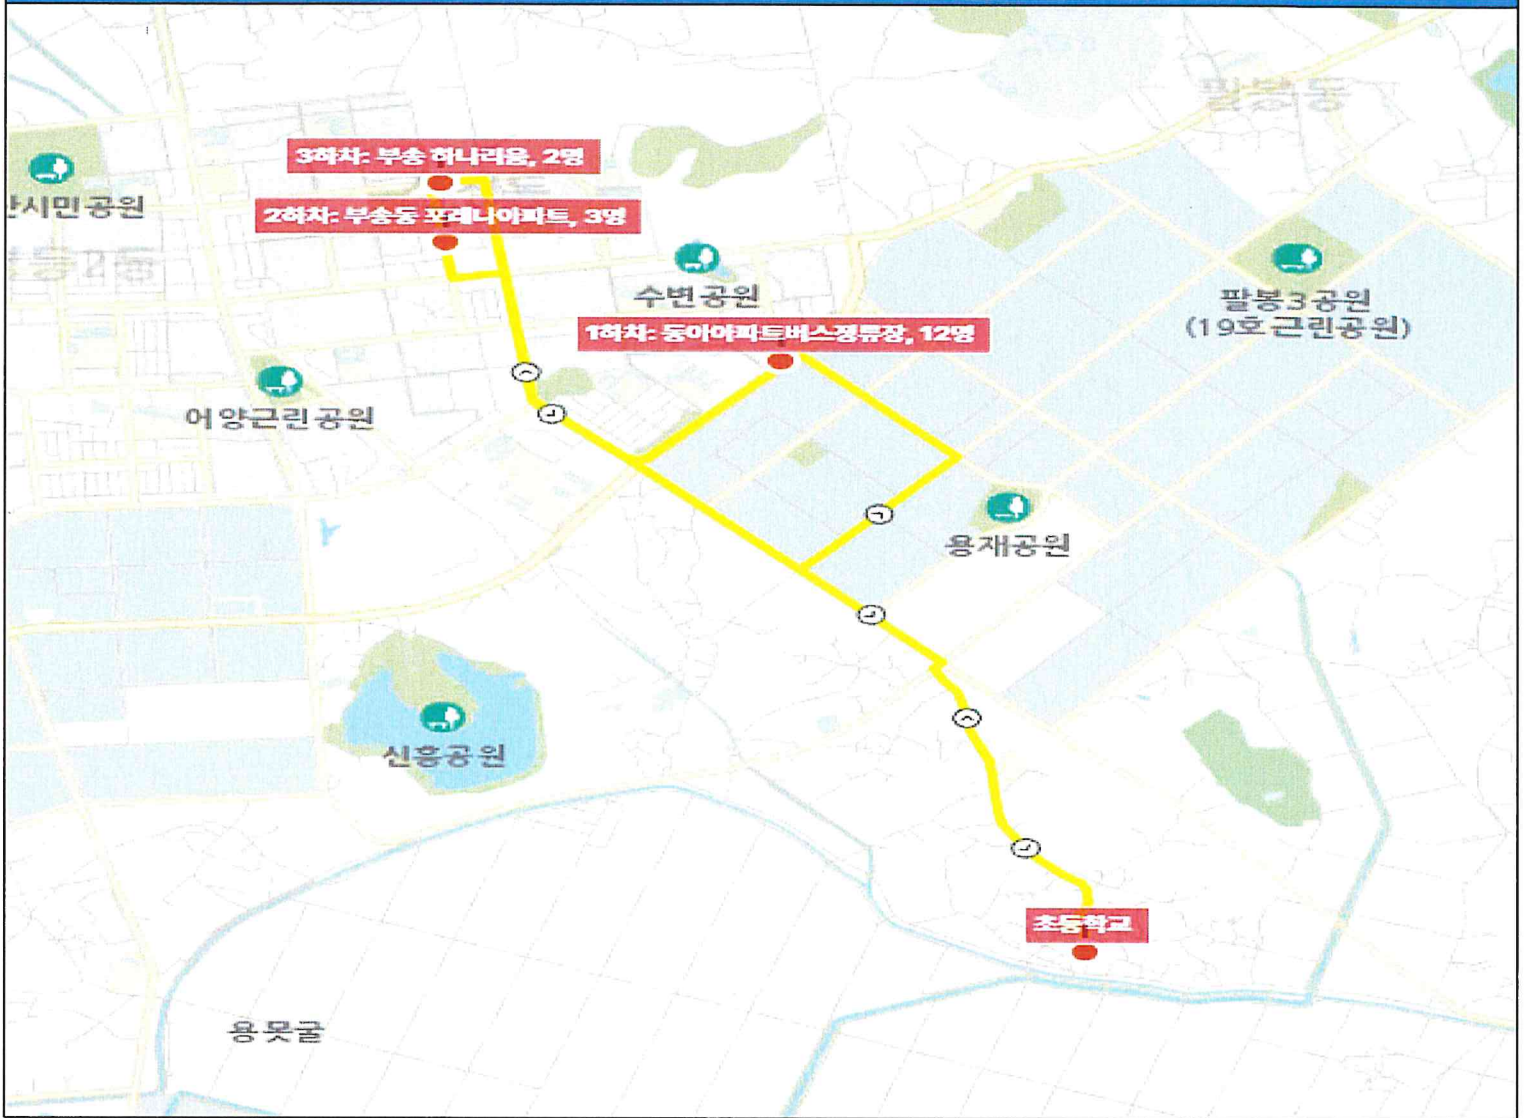 3하차: 부송 하나리움, 2명
2하차: 부송동 포레나아파트, 3명
시민공원
수변공원
팔봉3공원
(19호근린공원)
1하차: 동아아파트버스정류장, 12명
어양근린공원
용재공원
신흥공원
초등학교
용못굴